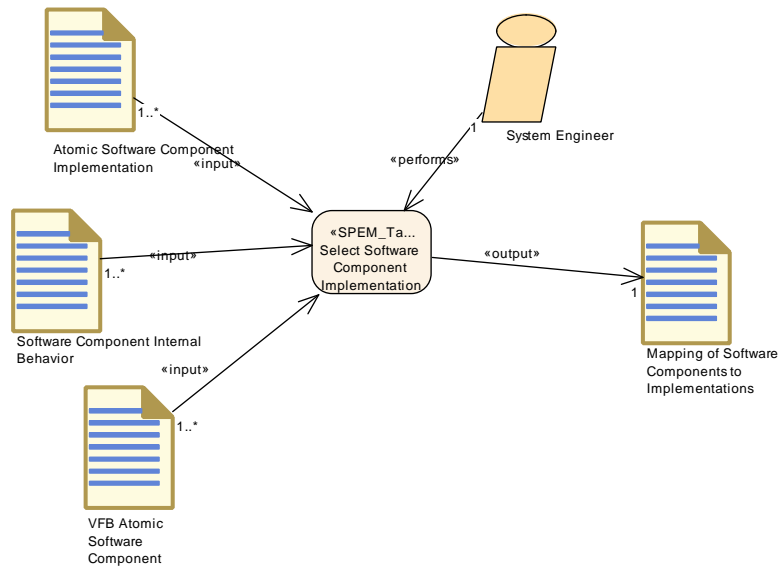 1..*
Atomic Software Component
Implementation
«input»
1
System Engineer
«performs»
«SPEM_Ta...
Select Software
Component
Implementation
«input»
1..*
Software Component Internal
Behavior
«output»
1
Mapping of Software
Components to
Implementations
«input»
1..*
VFB Atomic
Software
Component